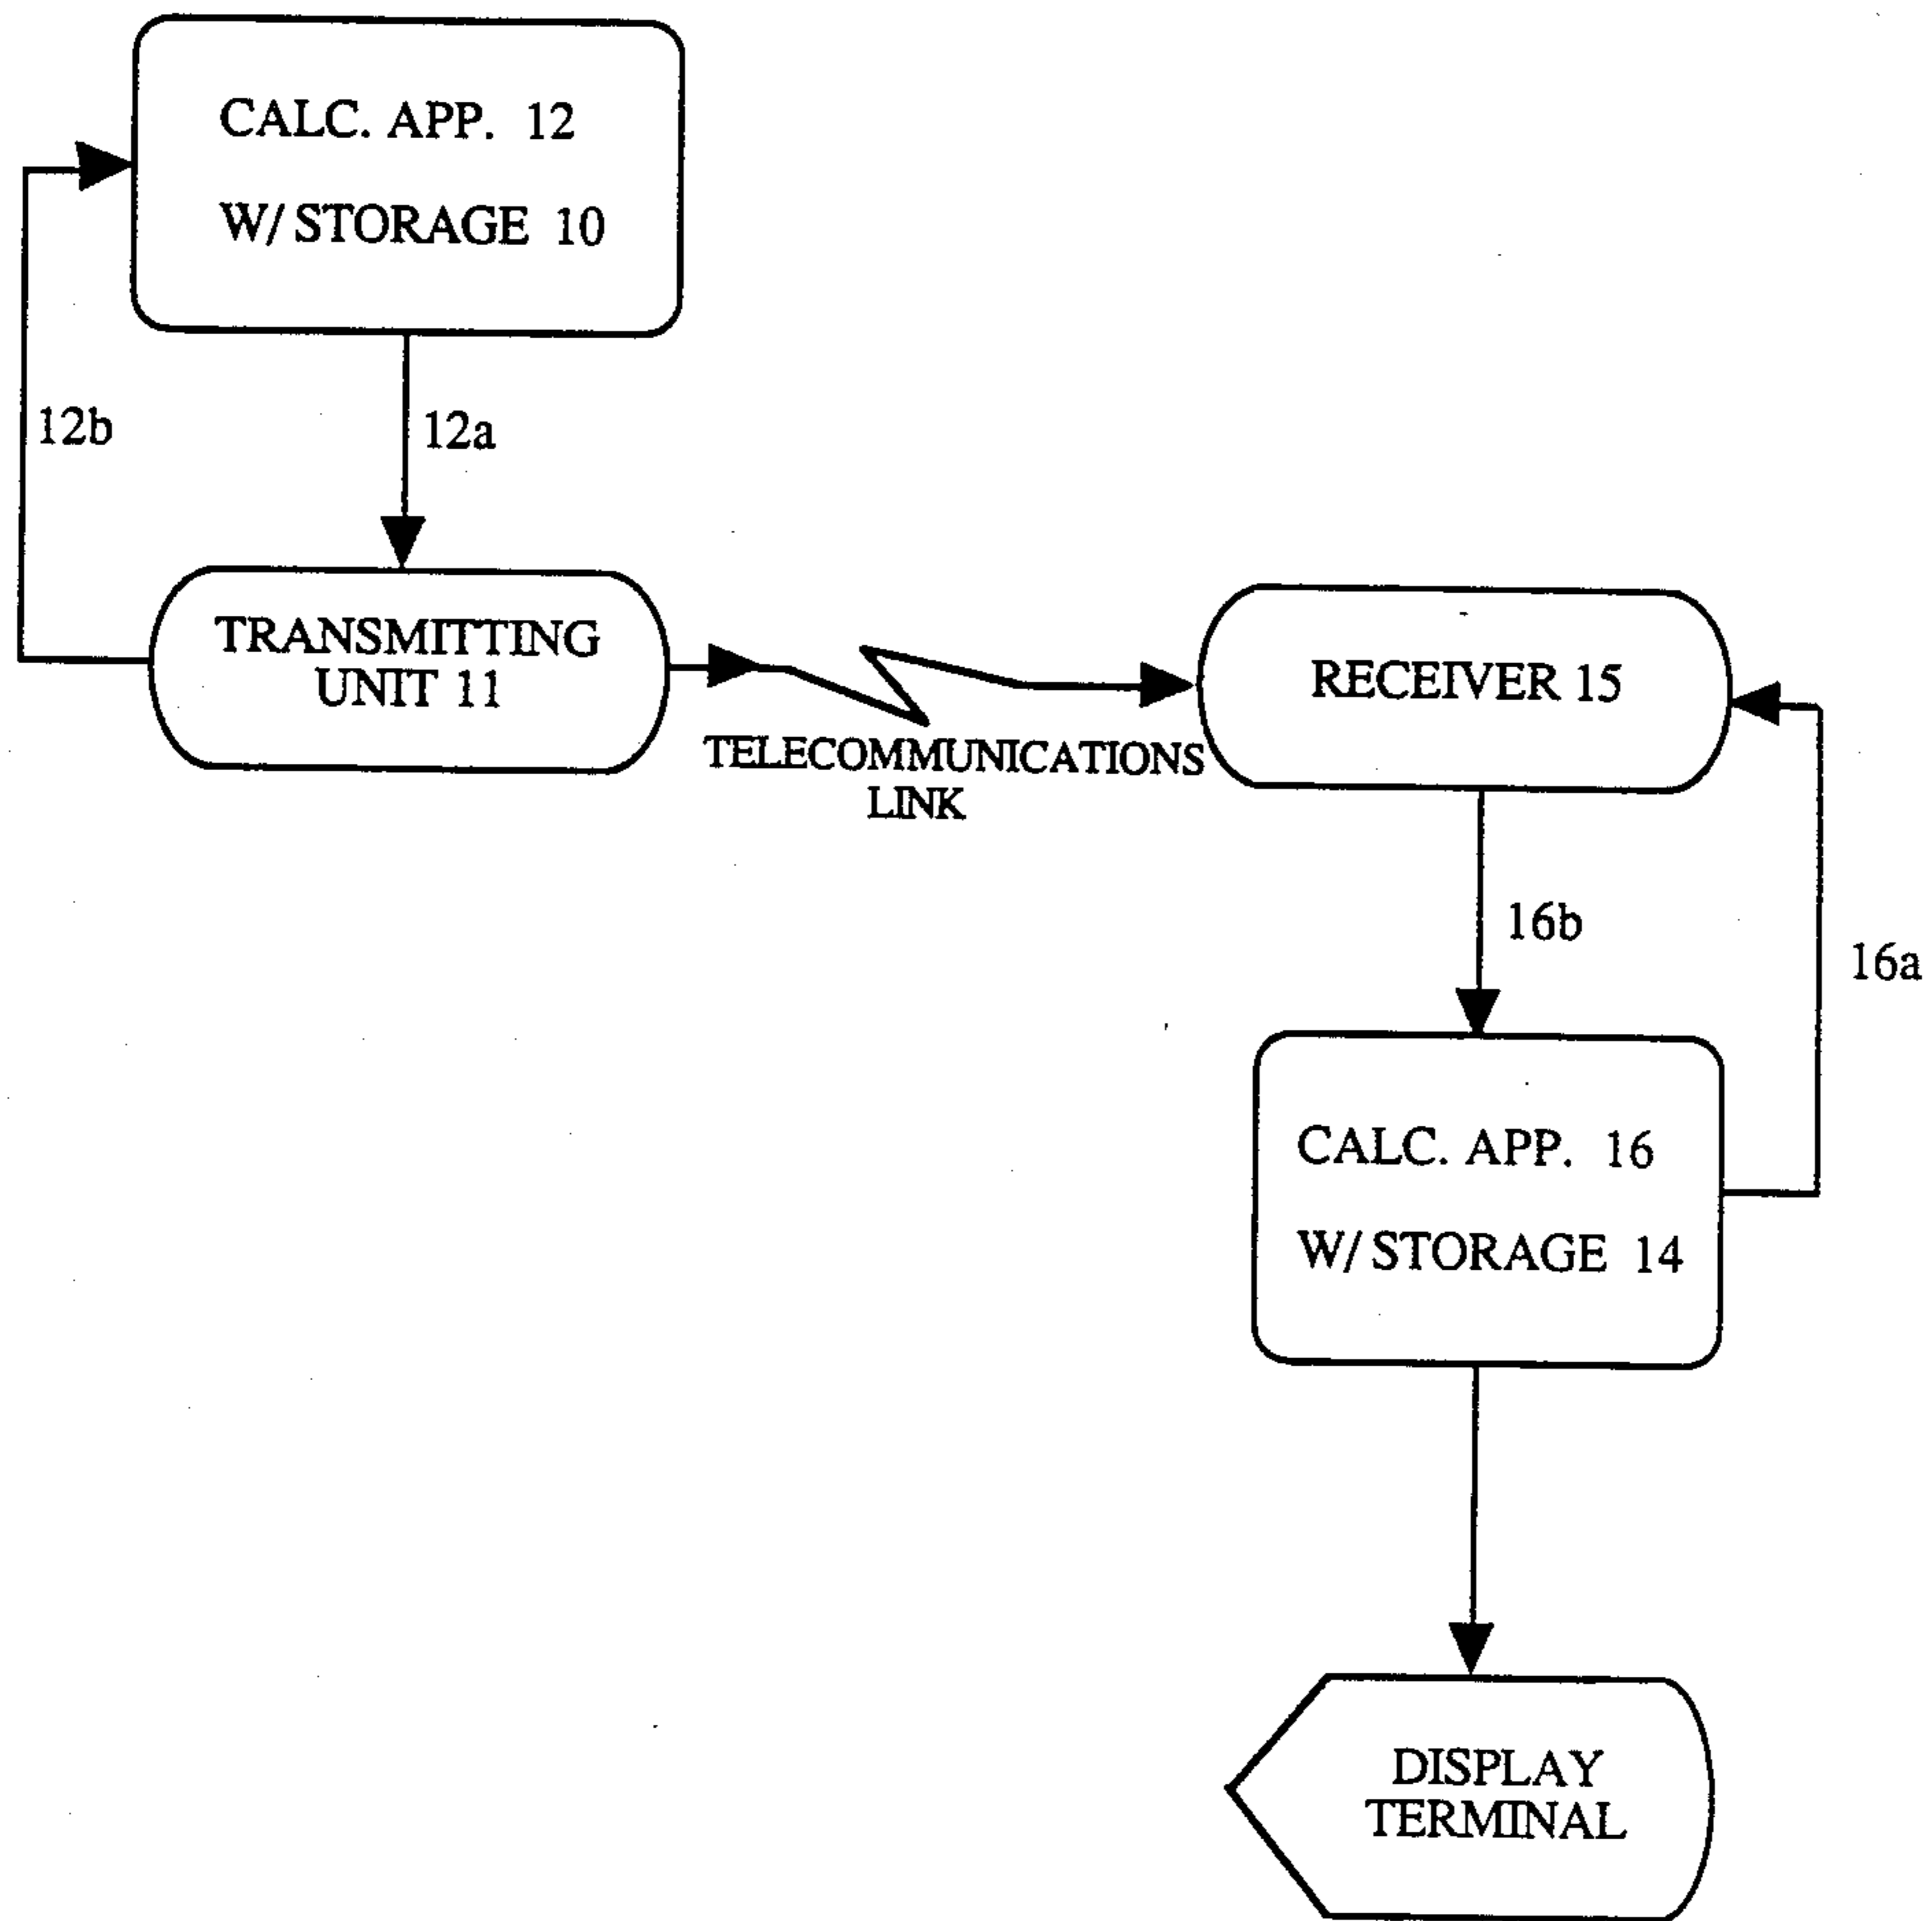 CALC. APP. 12
W/ STORAGE 10
12b
12a
TRANSMITTING
UNIT 11
TELECOMMUNICATIONS
LINK
RECEIVER 15
16b
16a
CALC. APP. 16
W/ STORAGE 14
DISPLAY
TERMINAL